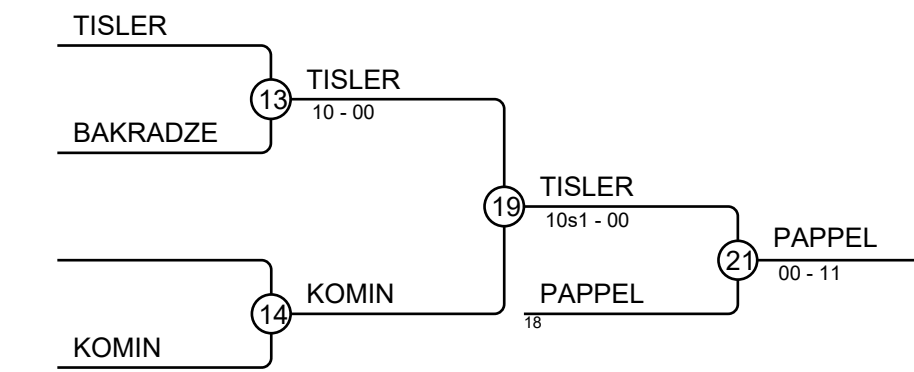 TISLER
13
TISLER
10 - 00
BAKRADZE
19
TISLER
10s1 - 00
21
PAPPEL
00 - 11
14
KOMIN
PAPPEL
18
KOMIN